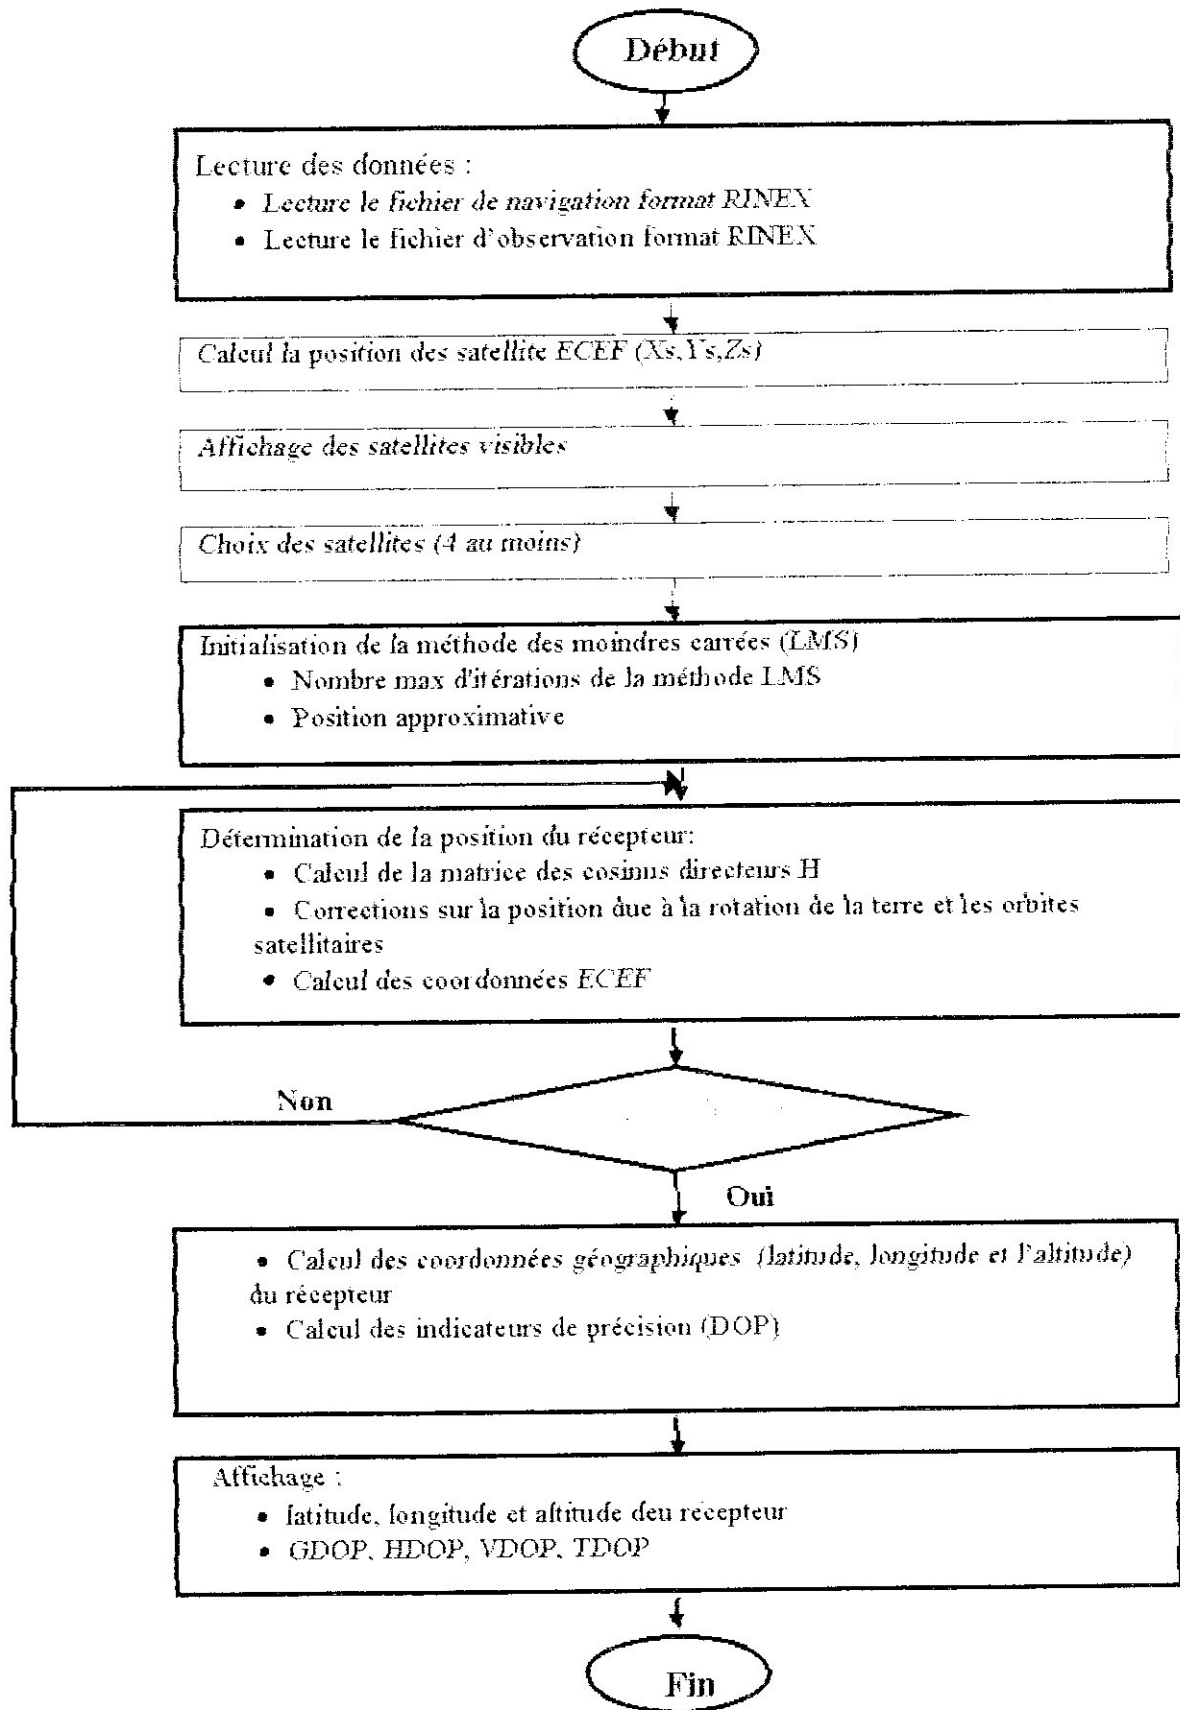 Début
Lecture des données :
• Lecture le fichier de navigation format RINEX
• Lecture le fichier d'observation format RINEX
Calcul la position des satellite ECEF (Xs,Ys,Zs)
Affichage des satellites visibles
Choix des satellites (4 au moins)
Initialisation de la méthode des moindres carrées (LMS)
• Nombre max d'itérations de la méthode LMS
• Position approximative
Détermination de la position du récepteur:
• Calcul de la matrice des cosinus directeurs H
• Corrections sur la position due à la rotation de la terre et les orbites
satellitaires
• Calcul des coordonnées ECEF
Non
Oui
• Calcul des coordonnées géographiques (latitude, longitude et l'altitude)
du récepteur
• Calcul des indicateurs de précision (DOP)
Affichage :
• latitude, longitude et altitude deu recepteur
• GDOP, HDOP, VDOP, TDOP
Fin